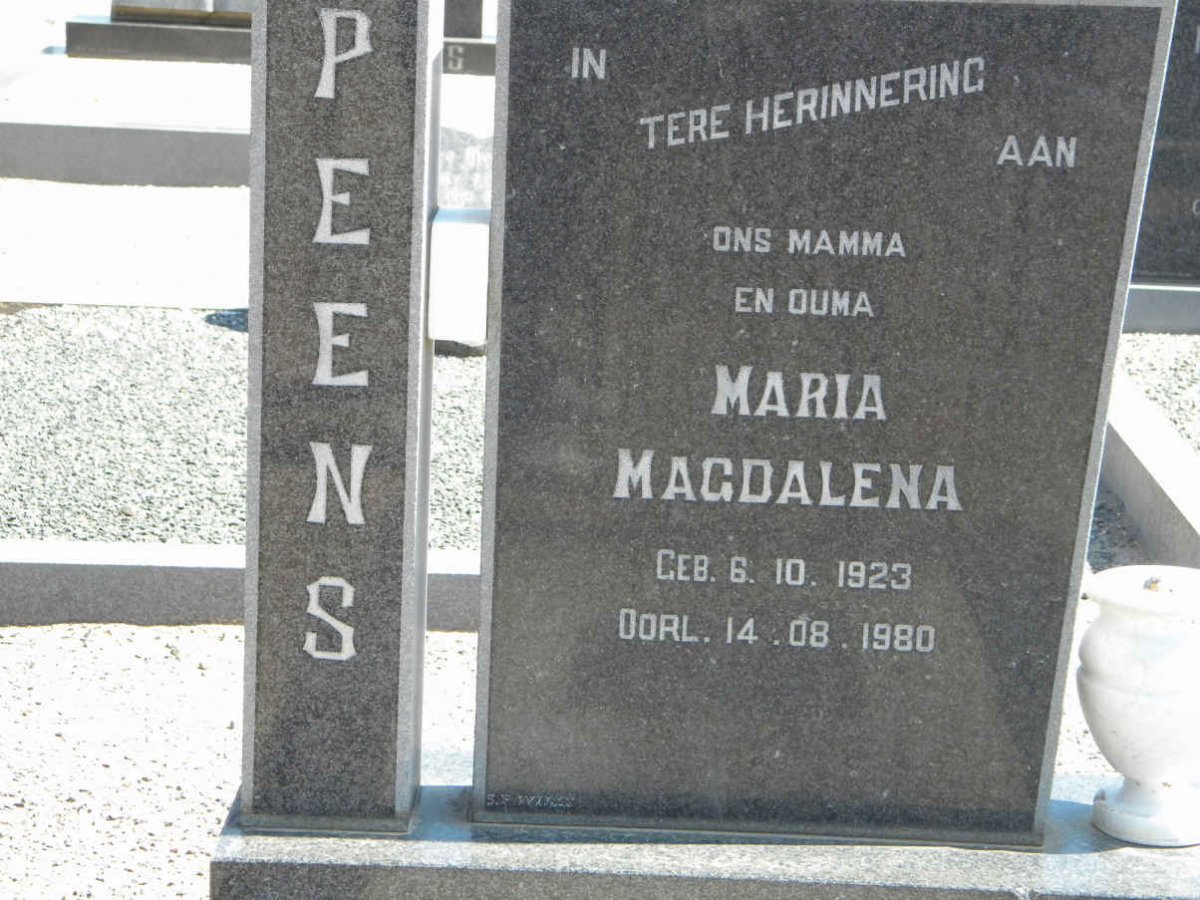 PEENS
IN
TERE HERINNERING
AAN
ONS MAMMA
EN OUMA
MARIA
MAGDALENA
GEB. 6. 10. 1923
OORL. 14. 08. 1980
S